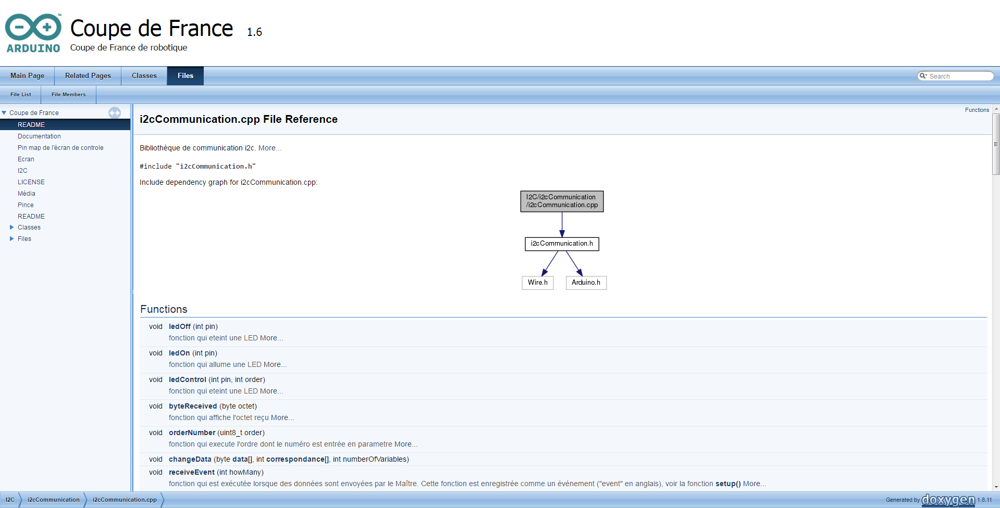 ARDUINO
TM
Coupe de France 1.6
Coupe de France de robotique
Main Page Related Pages Classes Files Search
File List File Members
Coupe de France
README
Documentation
Pin map de l'écran de controle
Ecran
I2C
LICENSE
Média
Pince
README
Classes
Files
Functions
i2cCommunication.cpp File Reference
Bibliothèque de communication i2c. More...
#include "i2cCommunication.h"
Include dependency graph for i2cCommunication.cpp:
I2C/i2cCommunication
/i2cCommunication.cpp
i2cCommunication.h
Wire.h Arduino.h
Functions
void ledOff (int pin)
fonction qui eteint une LED More...
void ledOn (int pin)
fonction qui allume une LED More...
void ledControl (int pin, int order)
fonction qui eteint une LED More...
void byteReceived (byte octet)
fonction qui affiche l'octet reçu More...
void orderNumber (uint8_t order)
fonction qui execute l'ordre dont le numéro est entrée en parametre More...
void changeData (byte data[], int correspondance[], int numberOfVariables)
void receiveEvent (int howMany)
fonction qui est exécutée lorsque des données sont envoyées par le Maître. Cette fonction est enregistrée comme un événement ("event" en anglais), voir la fonction setup() More...
I2C i2cCommunication i2cCommunication.cpp Generated by doxygen 1.8.11